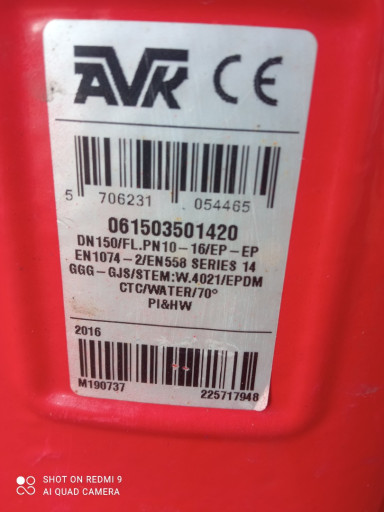 AVK CE
5 706231 054465
061503501420
DN150/FL.PN10-16/EP-EP
EN1074-2/EN558 SERIES 14
GGG-GJS/STEM:W.4021/EPDM
CTC/WATER/70°
PI&HW
2016
M190737 225717948
SHOT ON REDMI 9
AI QUAD CAMERA